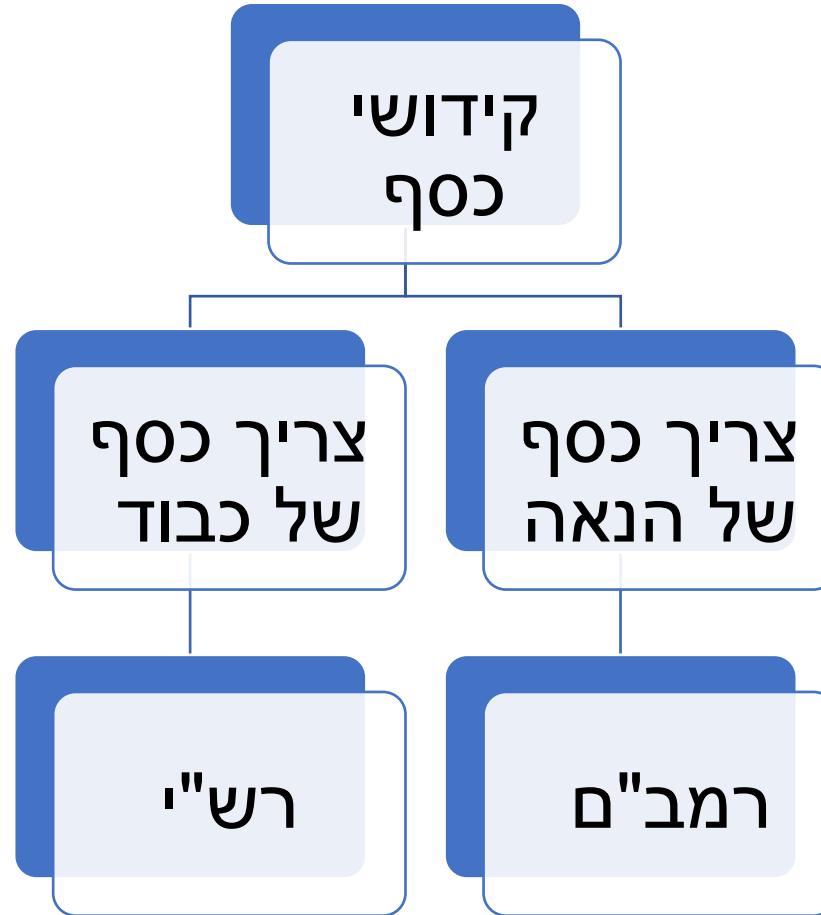 קידושי
כסף
צריך כסף
של הנאה
צריך כסף
של כבוד
רמב"ם
רש"י